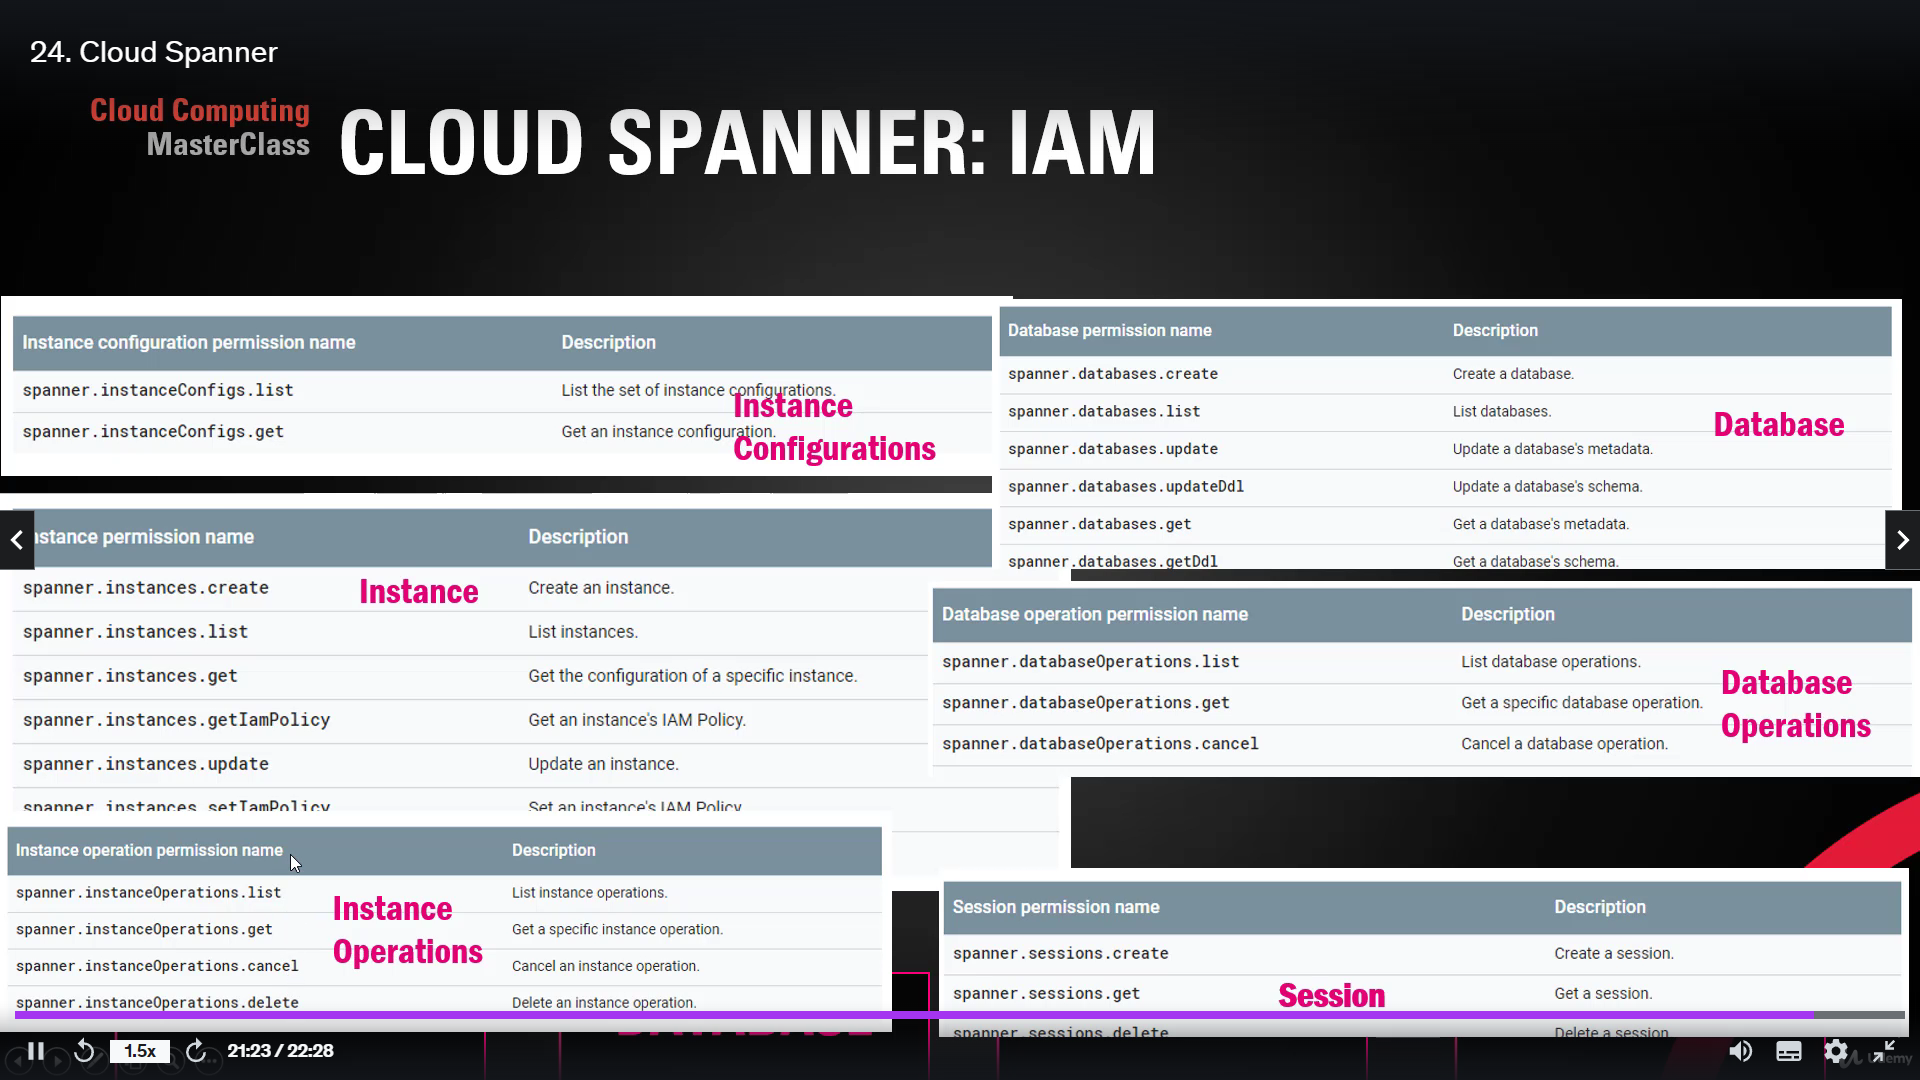 24. Cloud Spanner
Cloud Computing
MasterClass
CLOUD SPANNER: IAM
Instance configuration permission name Description
spanner.instanceConfigs.list List the set of instance configurations.
spanner.instanceConfigs.get Get an instance configuration.
Instance
Configurations
nstance permission name Description
spanner.instances.create Create an instance.
Instance
spanner.instances.list List instances.
spanner.instances.get Get the configuration of a specific instance.
spanner.instances.getIamPolicy Get an instance's IAM Policy.
spanner.instances.update Update an instance.
spanner.instances.setIamPolicy Set an instance's IAM Policy
Instance operation permission name Description
spanner.instanceOperations.list List instance operations.
spanner.instanceOperations.get Get a specific instance operation.
spanner.instanceOperations.cancel Cancel an instance operation.
spanner.instanceOperations.delete Delete an instance operation.
Instance
Operations
Database permission name Description
spanner.databases.create Create a database.
spanner.databases.list List databases.
spanner.databases.update Update a database's metadata.
spanner.databases.updateDdl Update a database's schema.
spanner.databases.get Get a database's metadata.
spanner.databases.getDdl Get a database's schema.
Database
Database operation permission name Description
spanner.databaseOperations.list List database operations.
spanner.databaseOperations.get Get a specific database operation.
spanner.databaseOperations.cancel Cancel a database operation.
Database
Operations
Session permission name Description
spanner.sessions.create Create a session.
spanner.sessions.get Get a session.
spanner.sessions.delete Delete a session
Session
DATABASE
1.5x 21:23 / 22:28
Udemy